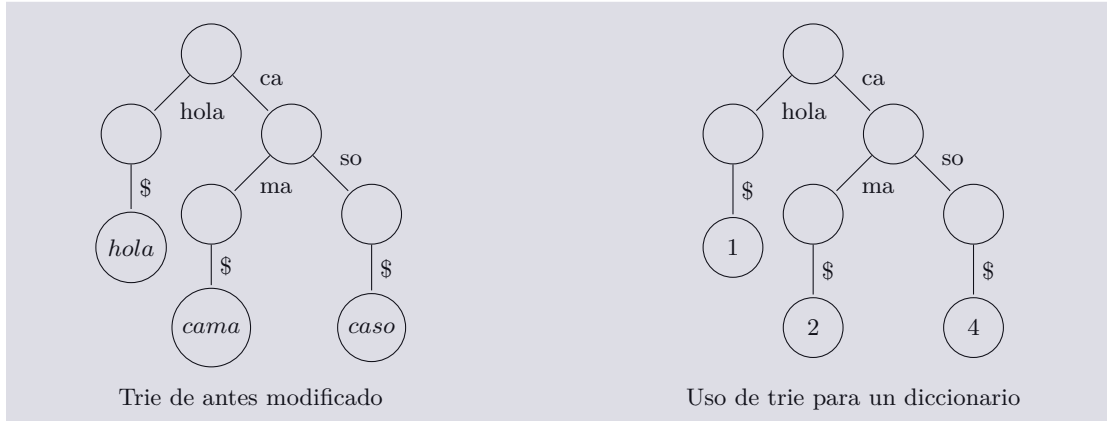 ca
hola
so
$
ma
hola
$
$
cama
caso
Trie de antes modificado
ca
hola
so
$
ma
1
$
$
2
4
Uso de trie para un diccionario